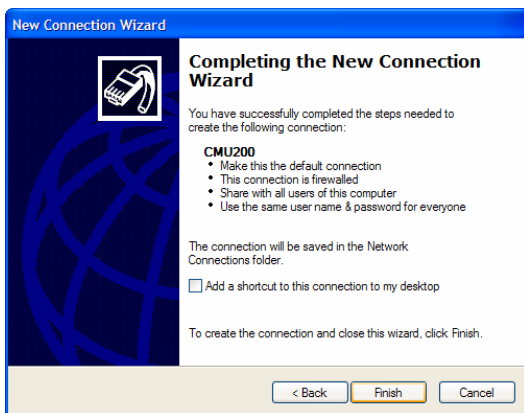 New Connection Wizard
Completing the New Connection
Wizard
You have successfully completed the steps needed to
create the following connection:
CMU200
• Make this the default connection
• This connection is firewalled
• Share with all users of this computer
• Use the same user name & password for everyone
The connection will be saved in the Network
Connections folder.
Add a shortcut to this connection to my desktop
To create the connection and close this wizard, click Finish.
< Back Finish Cancel